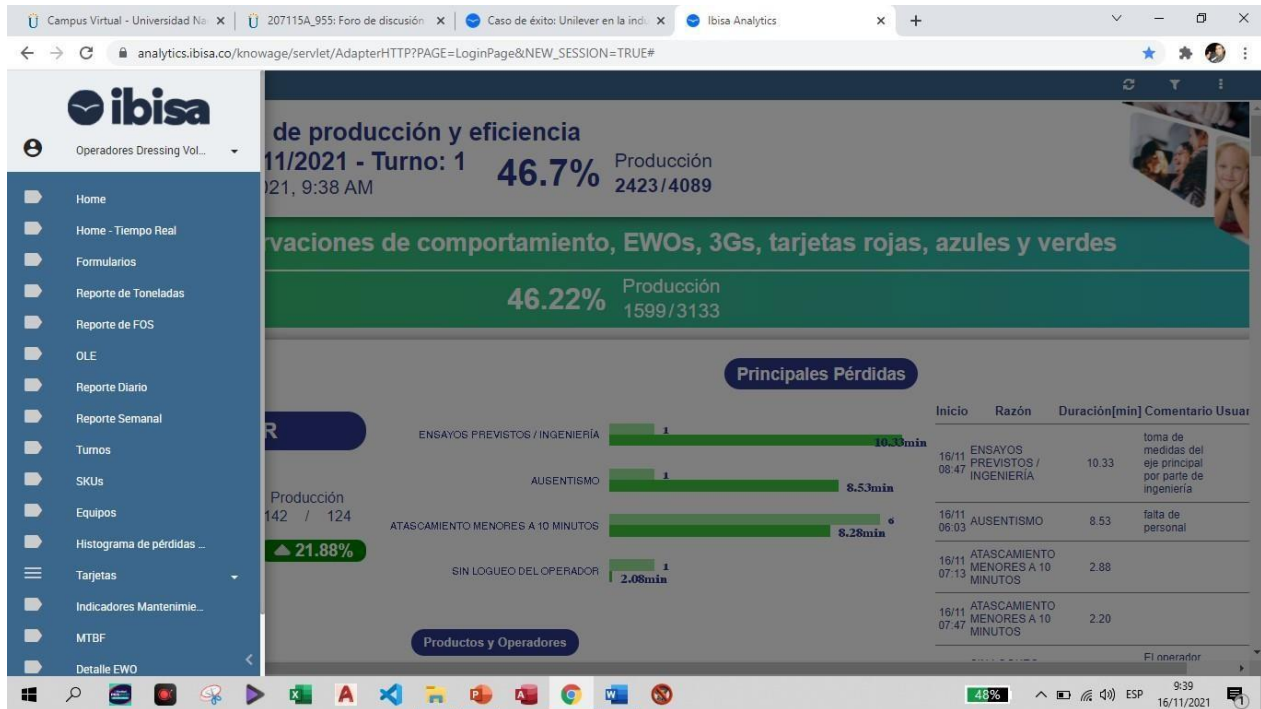 Campus Virtual - Universidad Na
207115A_955: Foro de discusión
Caso de éxito: Unilever en la indu
Ibisa Analytics
analytics.ibisa.co/knowage/servlet/AdapterHTTP?PAGE=LoginPage&NEW_SESSION=TRUE#
ibisa
Operadores Dressing Vol...
Home
Home - Tiempo Real
Formularios
Reporte de Toneladas
Reporte de FOS
OLE
Reporte Diario
Reporte Semanal
Turnos
SKUs
Equipos
Histograma de pérdidas ...
Tarjetas
Indicadores Mantenimie...
MTBF
Detalle EWO
de producción y eficiencia
11/2021 - Turno: 1
021, 9:38 AM
46.7%
Producción
2423/4089
rvaciones de comportamiento, EWOs, 3Gs, tarjetas rojas, azules y verdes
46.22%
Producción
1599/3133
Principales Pérdidas
R
Producción
142 / 124
21.88%
ENSAYOS PREVISTOS / INGENIERÍA
1
10.33min
AUSENTISMO
1
8.53min
ATASCAMIENTO MENORES A 10 MINUTOS
6
8.28min
SIN LOGUEO DEL OPERADOR
1
2.08min
Productos y Operadores
Inicio Razón Duración[min] Comentario Usuar
16/11 08:47
ENSAYOS PREVISTOS / INGENIERÍA
10.33
toma de
medidas del
eje principal
por parte de
ingeniería
16/11 06:03
AUSENTISMO
8.53
falta de
personal
16/11 07:13
ATASCAMIENTO MENORES A 10 MINUTOS
2.88
16/11 07:47
ATASCAMIENTO MENORES A 10 MINUTOS
2.20
El operador
48%
ESP
9:39
16/11/2021